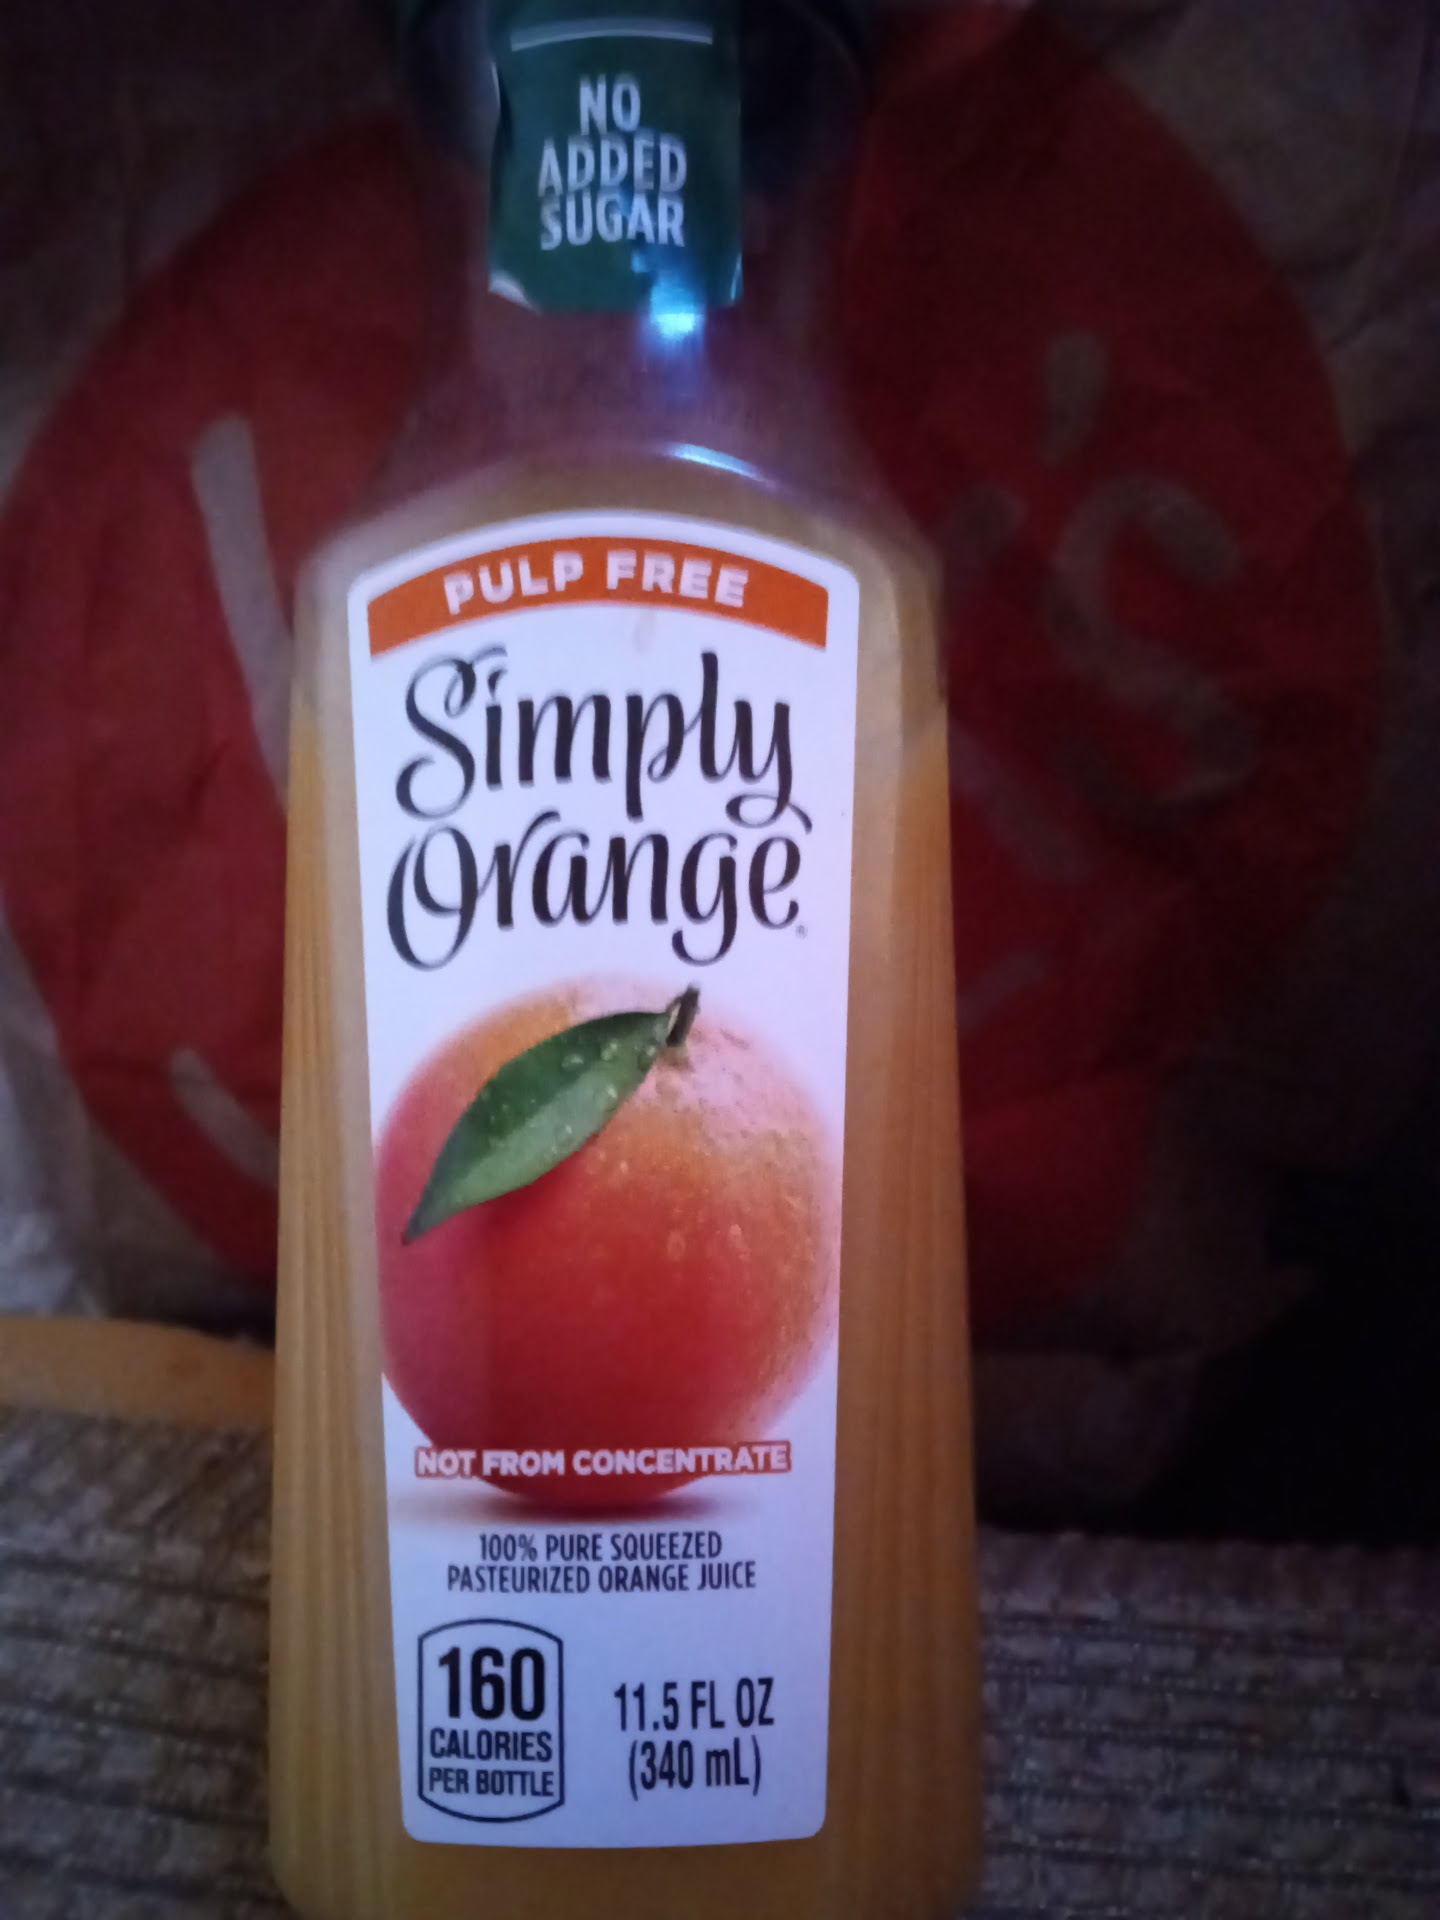 NO
ADDED
SUGAR
PULP FREE
Simply
Orange®
NOT FROM CONCENTRATE
100% PURE SQUEEZED
PASTEURIZED ORANGE JUICE
160
CALORIES
PER BOTTLE
11.5 FL OZ
(340 mL)